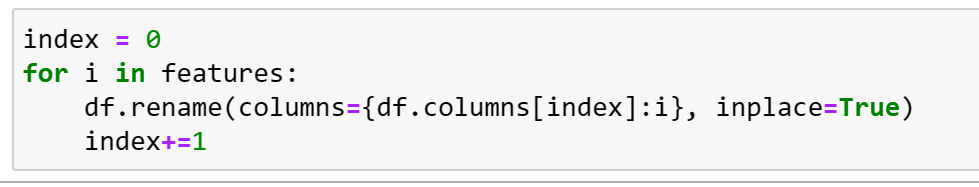 index = 0
for i in features:
    df.rename(columns={df.columns[index]:i}, inplace=True)
    index+=1